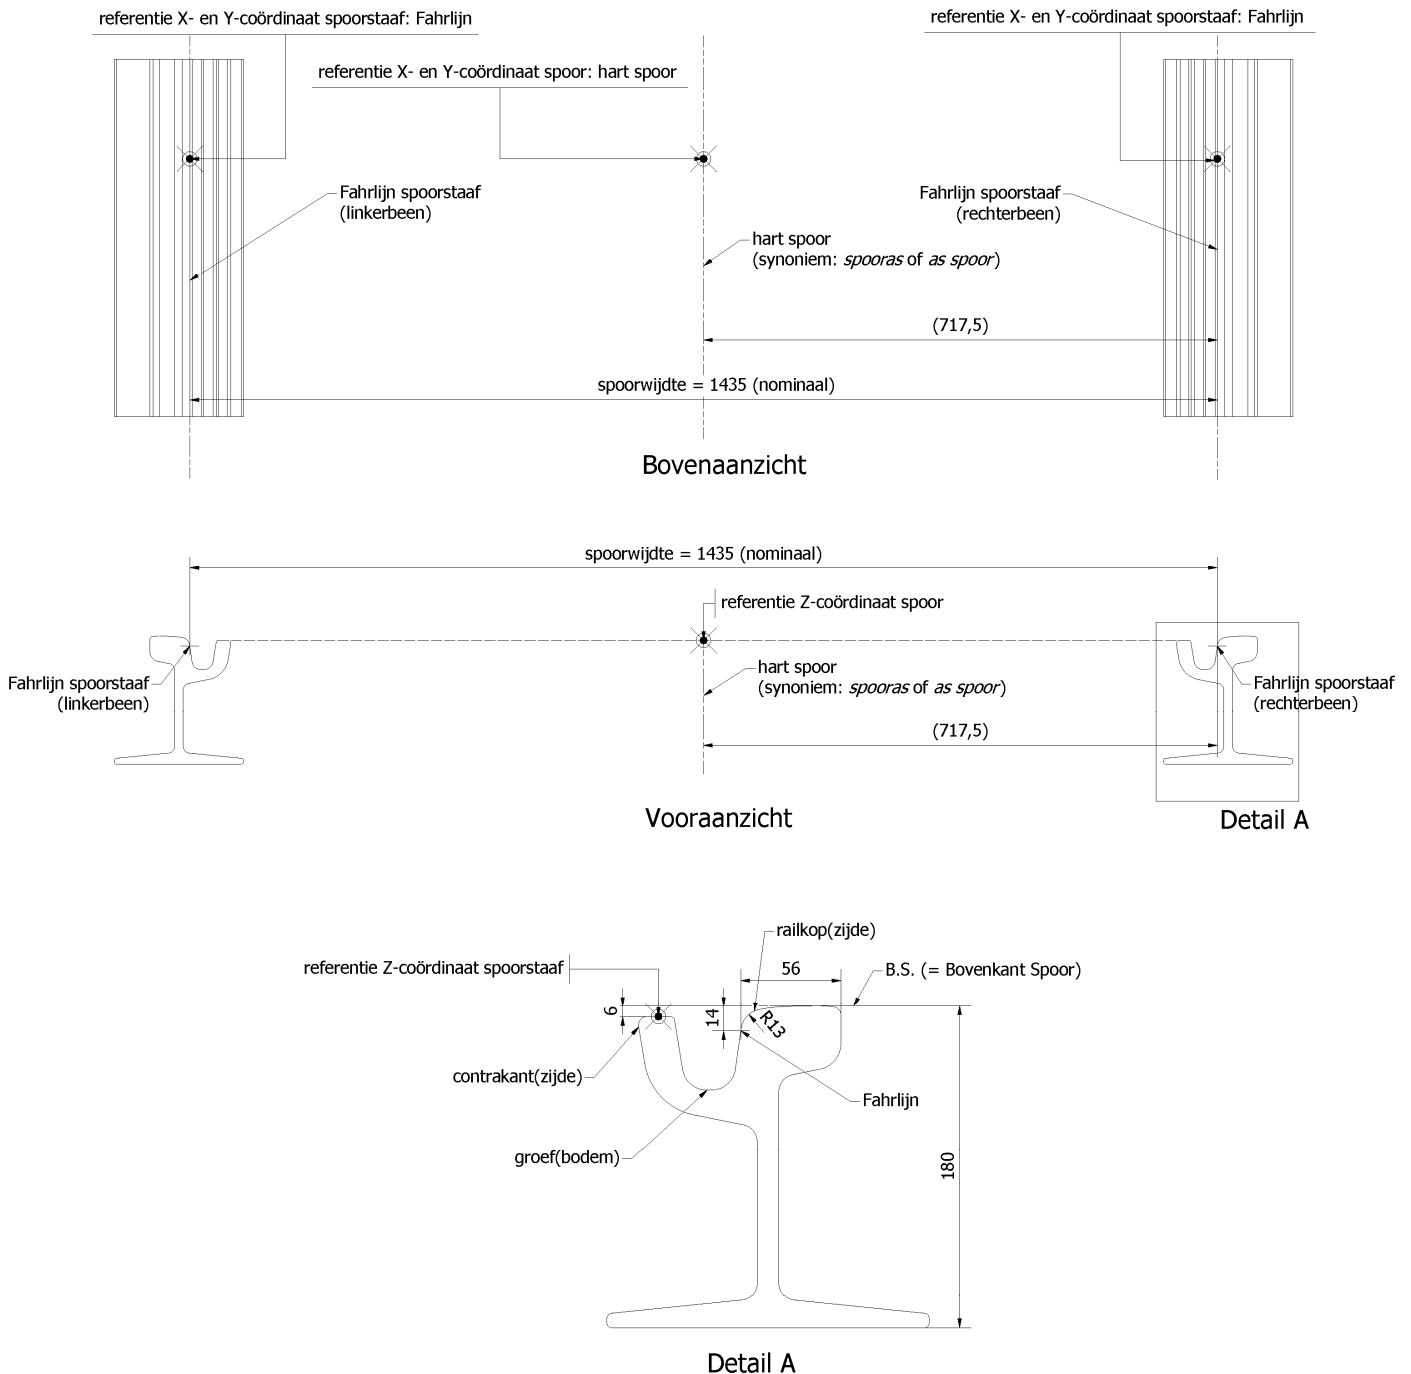 referentie X- en Y-coördinaat spoorstaaf: Fahrlijn
referentie X- en Y-coördinaat spoorstaaf: Fahrlijn
referentie X- en Y-coördinaat spoor: hart spoor
Fahrlijn spoorstaaf
(linkerbeen)
Fahrlijn spoorstaaf
(rechterbeen)
hart spoor
(synoniem: spooras of as spoor)
(717,5)
spoorwijdte = 1435 (nominaal)
Bovenaanzicht
spoorwijdte = 1435 (nominaal)
referentie Z-coördinaat spoor
hart spoor
(synoniem: spooras of as spoor)
Fahrlijn spoorstaaf
(linkerbeen)
Fahrlijn spoorstaaf
(rechterbeen)
(717,5)
Vooraanzicht
Detail A
railkop(zijde)
referentie Z-coördinaat spoorstaaf
56
B.S. (= Bovenkant Spoor)
6
14
R13
contrakant(zijde)
Fahrlijn
groef(bodem)
180
Detail A